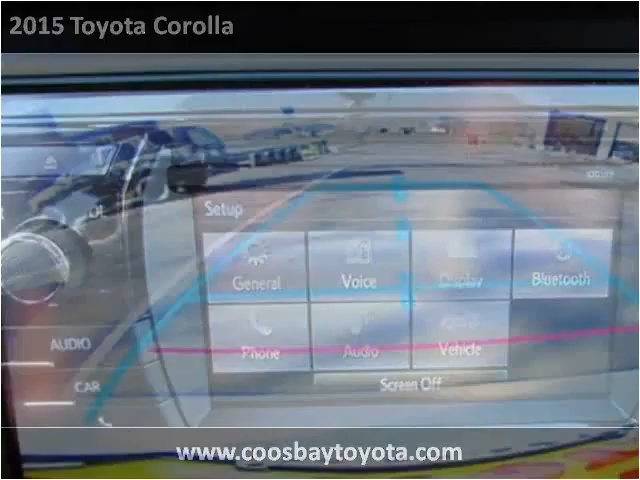 2015 Toyota Corolla
Setup
General Voice Display Bluetooth
Phone Audio Vehicle
AUDIO
CAR
Screen Off
www.coosbaytoyota.com